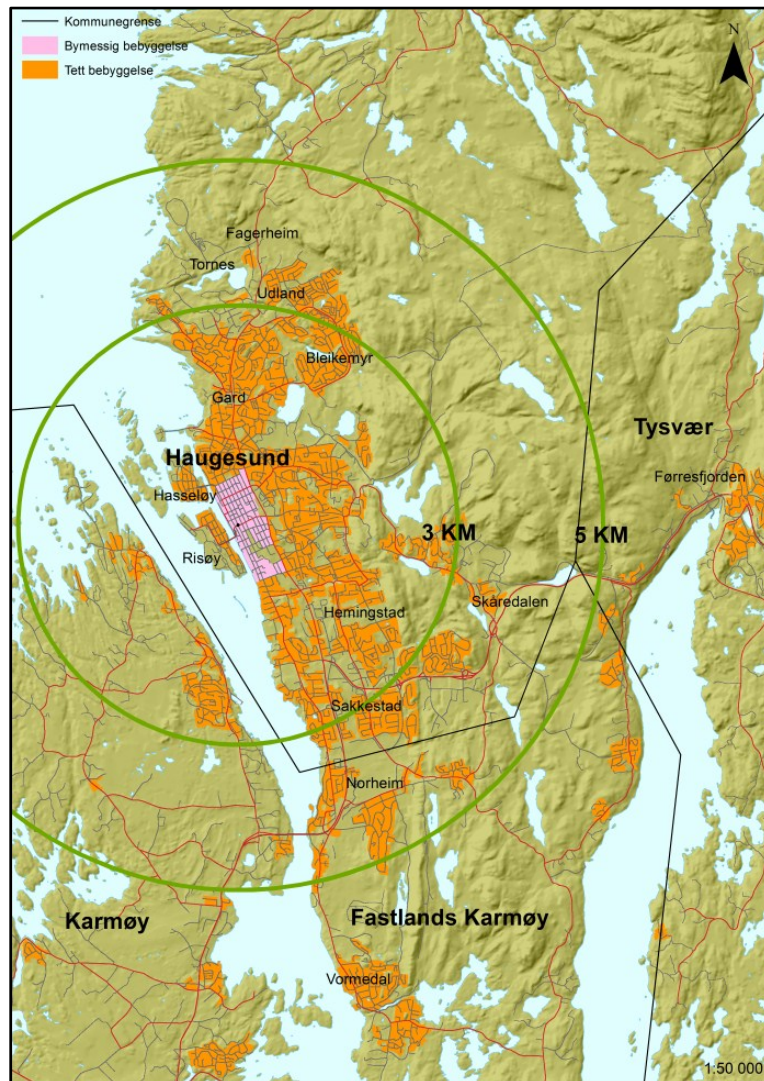 Kommunegrense
Bymessig bebyggelse
Tett bebyggelse
N
Fagerheim
Tornes
Udland
Bleikemyr
Gard
Tysvær
Haugesund
Førresfjorden
Hasseløy
3 KM
5 KM
Risøy
Skåredalen
Hemingstad
Sakkestad
Norheim
Karmøy
Fastlands Karmøy
Vormedal
1:50 000